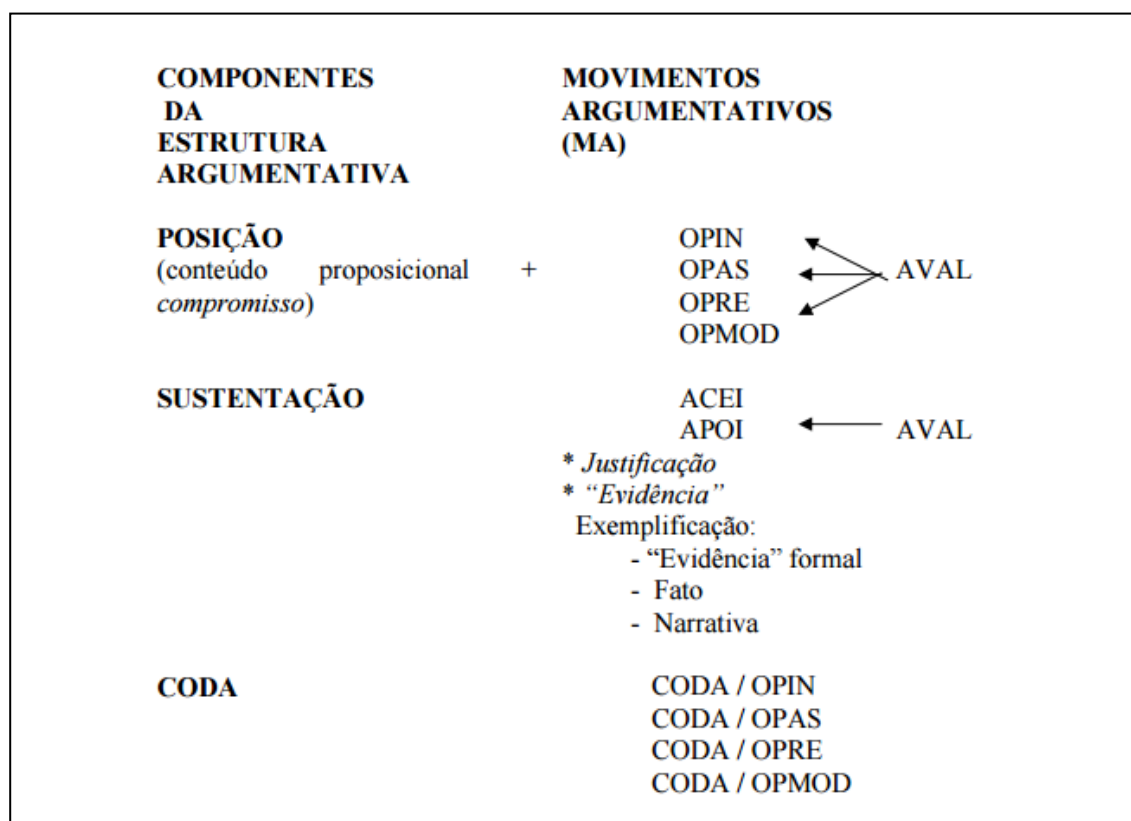 COMPONENTES
DA
ESTRUTURA
ARGUMENTATIVA
MOVIMENTOS
ARGUMENTATIVOS
(MA)
POSIÇÃO
(conteúdo proposicional +
compromisso)
OPIN
OPAS AVAL
OPRE
OPMOD
SUSTENTAÇÃO
ACEI
APOI AVAL
* Justificação
* “Evidência”
Exemplificação:
- “Evidência” formal
- Fato
- Narrativa
CODA
CODA / OPIN
CODA / OPAS
CODA / OPRE
CODA / OPMOD